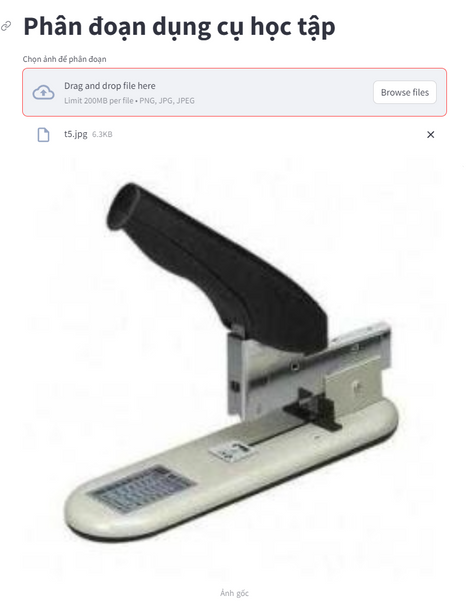 Phân đoạn dụng cụ học tập
Chọn ảnh để phân đoạn
Drag and drop file here
Limit 200MB per file • PNG, JPG, JPEG
Browse files
t5.jpg 6.3KB
Ảnh gốc